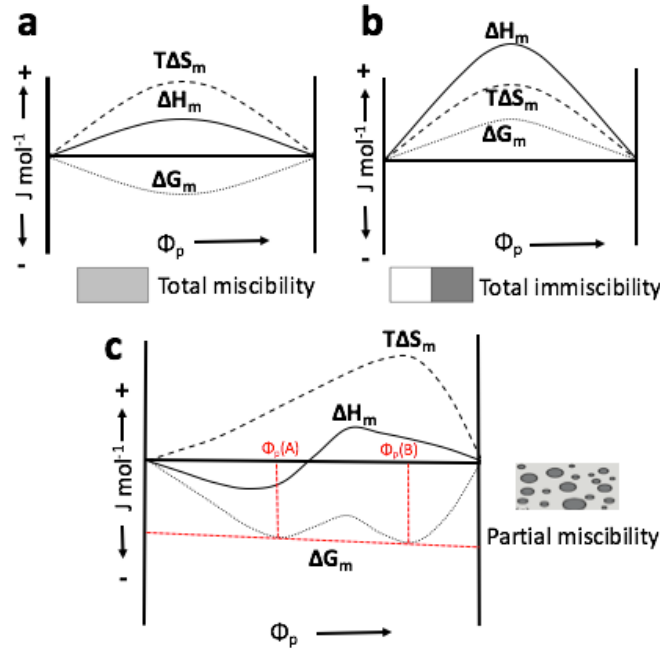 a
+
J mol-1
-
TΔSm
ΔHm
ΔGm
Φp
Total miscibility
b
+
J mol-1
-
ΔHm
TΔSm
ΔGm
Φp
Total immiscibility
c
+
J mol-1
-
TΔSm
ΔHm
Φp(A)
Φp(B)
ΔGm
Φp
Partial miscibility